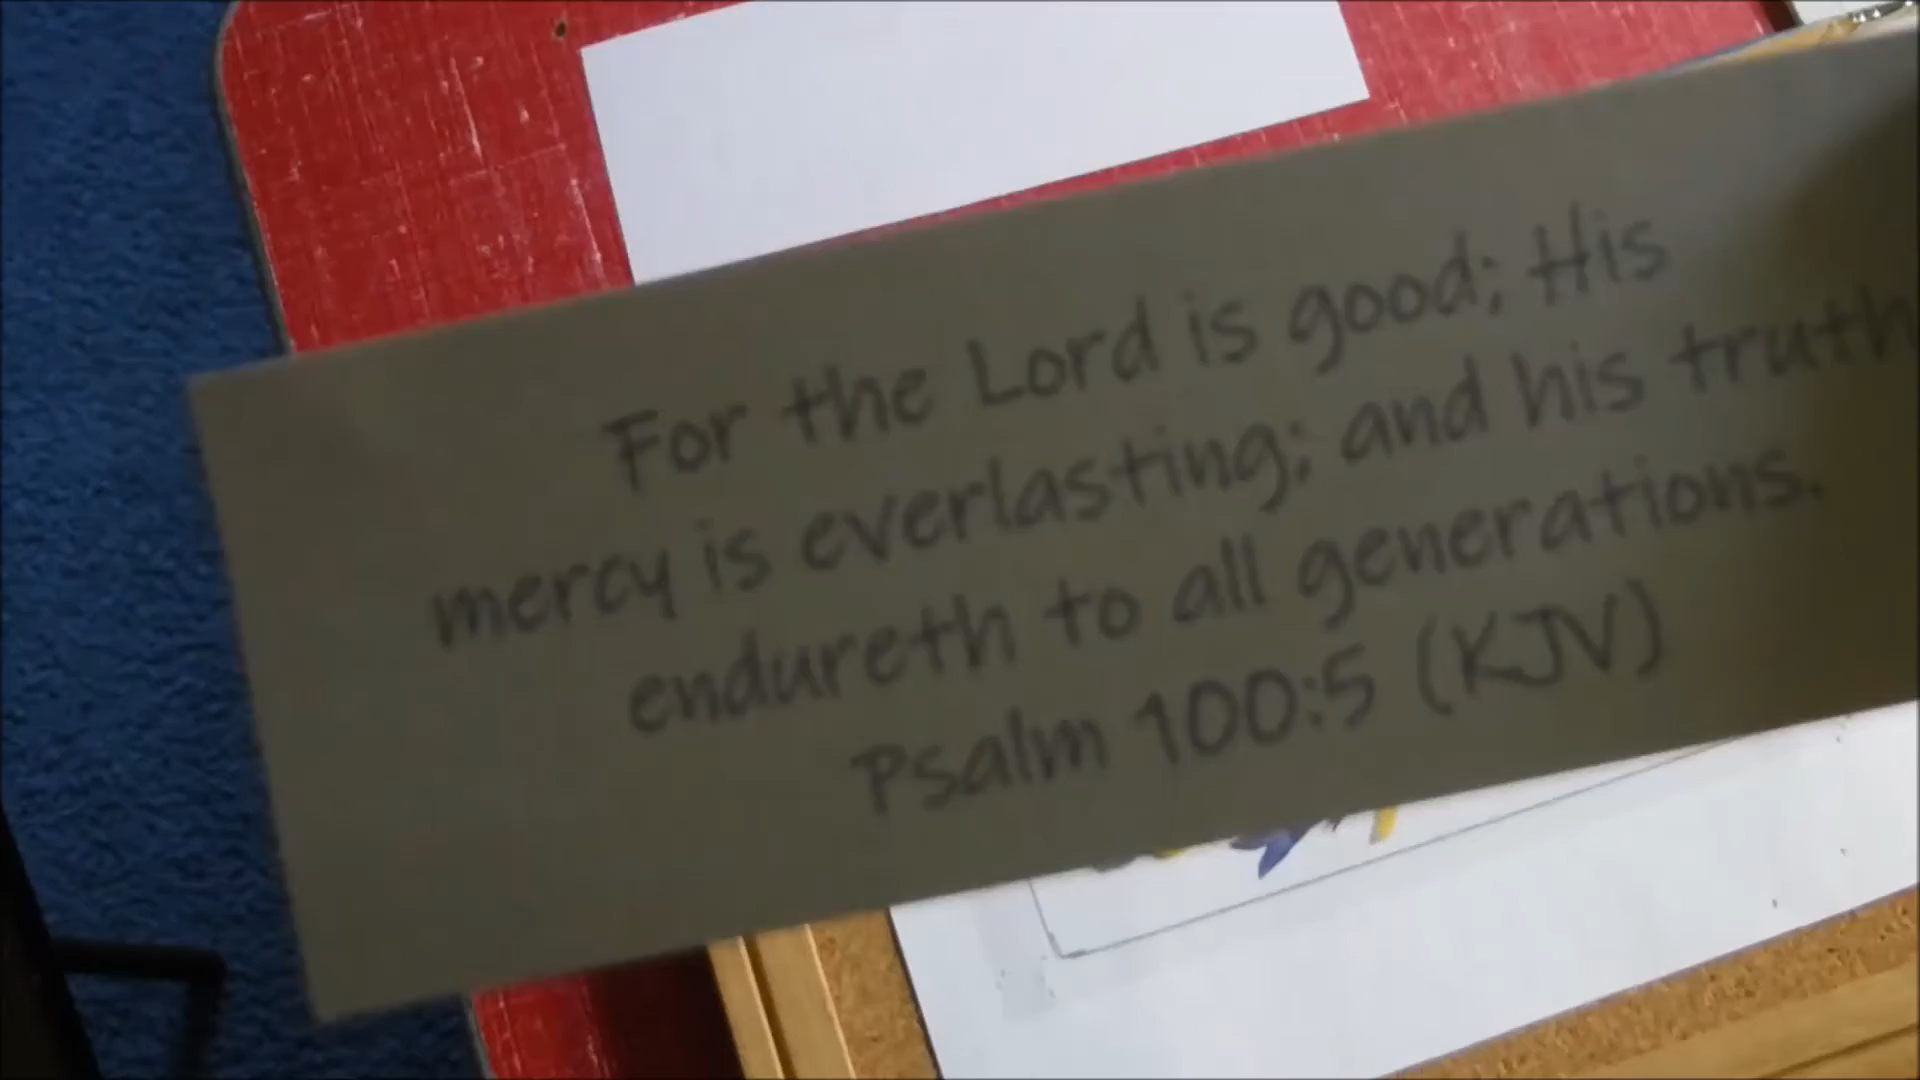 For the Lord is good; His
mercy is everlasting; and his truth
endureth to all generations.
Psalm 100:5 (KJV)